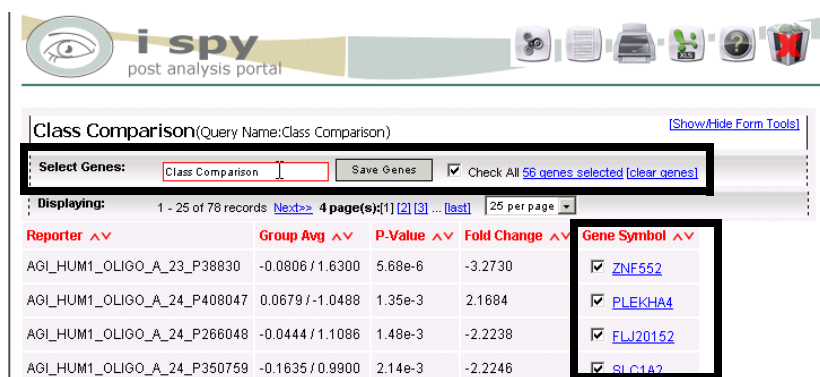 i spy
post analysis portal
XLS
?
Class Comparison(Query Name:Class Comparison) [Show/Hide Form Tools]
Select Genes: Class Comparison Save Genes Check All 56 genes selected [clear genes]
Displaying: 1 - 25 of 78 records Next>> 4 page(s):[1] [2] [3] ... [last] 25 per page
Reporter Group Avg P-Value Fold Change Gene Symbol
AGI_HUM1_OLIGO_A_23_P38830 -0.0806 / 1.6300 5.68e-6 -3.2730 ZNF552
AGI_HUM1_OLIGO_A_24_P408047 0.0679 / -1.0488 1.35e-3 2.1684 PLEKHA4
AGI_HUM1_OLIGO_A_24_P266048 -0.0444 / 1.1086 1.48e-3 -2.2238 FLJ20152
AGI_HUM1_OLIGO_A_24_P350759 -0.1635 / 0.9900 2.14e-3 -2.2246 SLC1A2